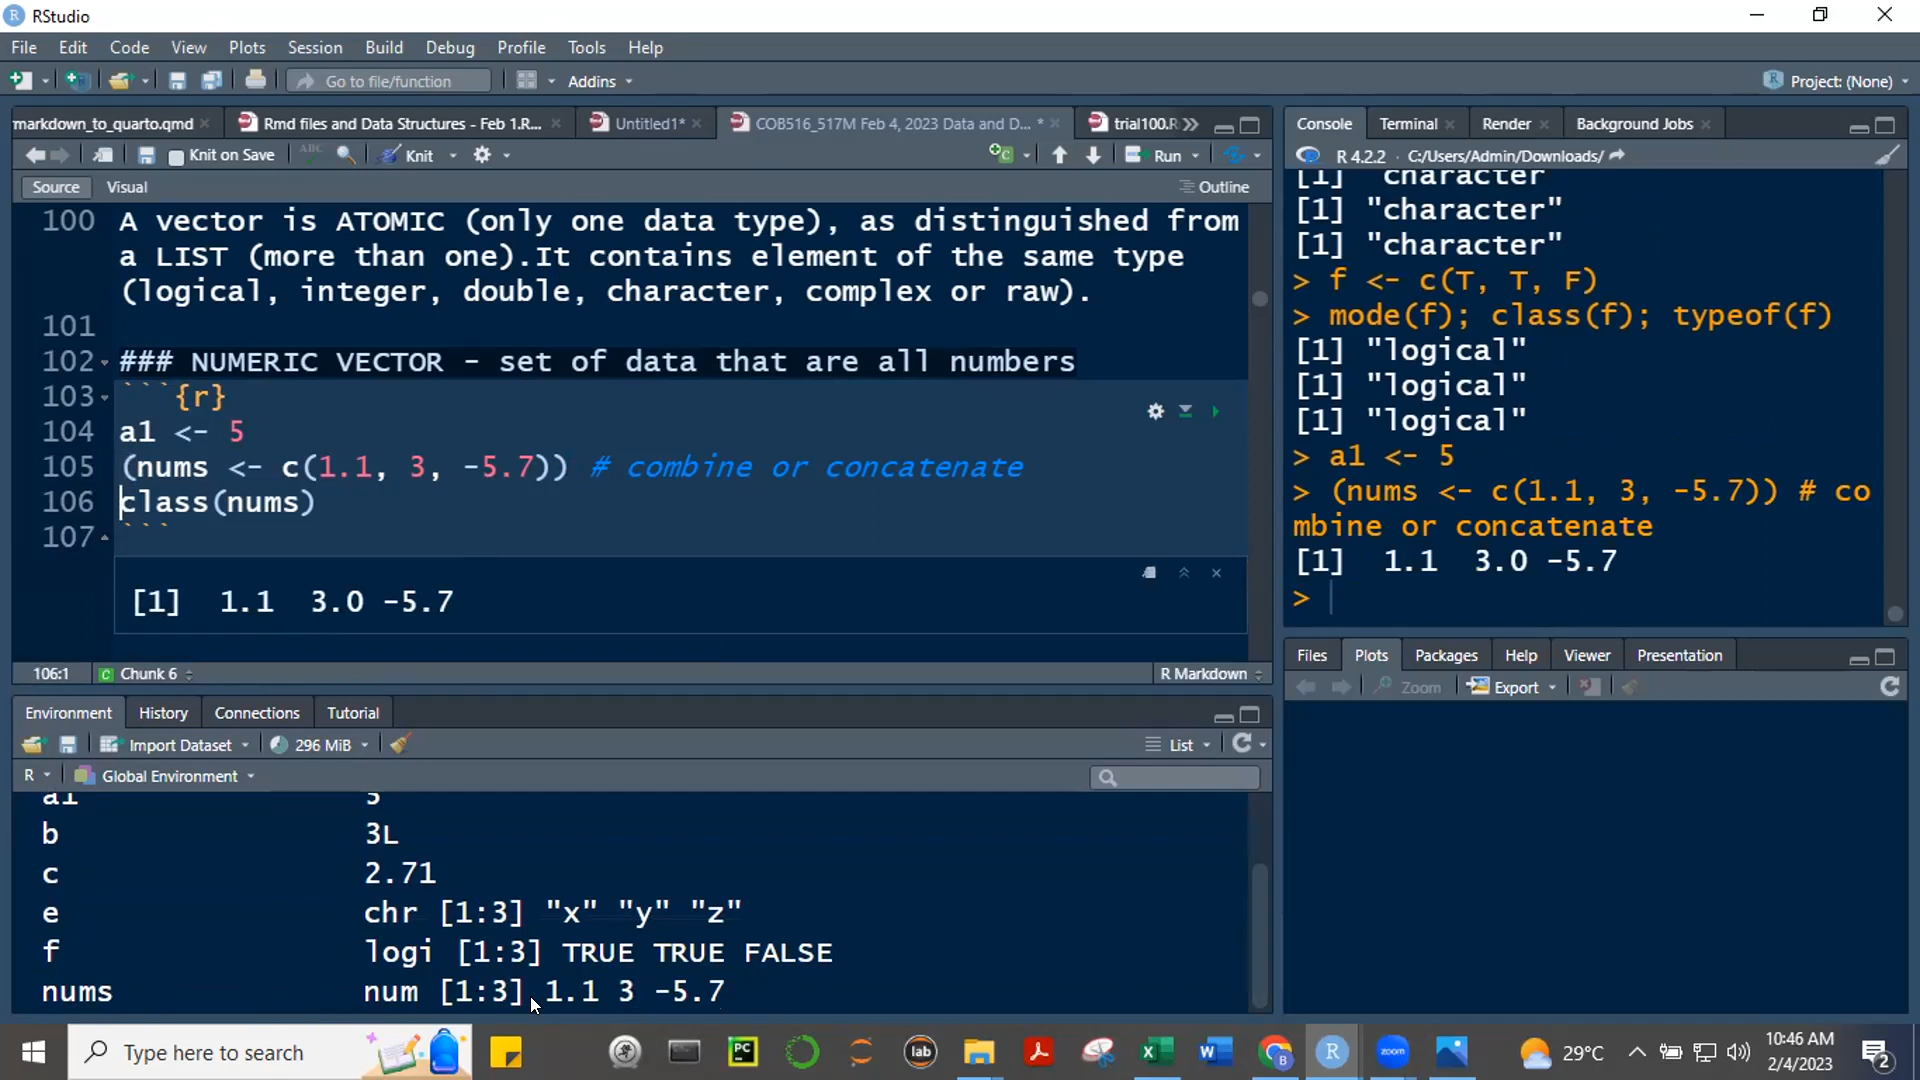 RStudio
File Edit Code View Plots Session Build Debug Profile Tools Help
Go to file/function Addins Project: (None)
markdown_to_quarto.qmd Rmd files and Data Structures - Feb 1.R... Untitled1* COB516_517M Feb 4, 2023 Data and D... * trial100.R
Knit on Save ABC Knit Run
Source Visual Outline
100 A vector is ATOMIC (only one data type), as distinguished from
a LIST (more than one).It contains element of the same type
(logical, integer, double, character, complex or raw).
101
102 ### NUMERIC VECTOR - set of data that are all numbers
103 ```{r}
104 a1 <- 5
105 (nums <- c(1.1, 3, -5.7)) # combine or concatenate
106 class(nums)
107 ```
[1] 1.1 3.0 -5.7
106:1 C Chunk 6 R Markdown
Environment History Connections Tutorial
Import Dataset 296 MiB List
R Global Environment
a1 5
b 3L
c 2.71
e chr [1:3] "x" "y" "z"
f logi [1:3] TRUE TRUE FALSE
nums num [1:3] 1.1 3 -5.7
Console Terminal Render Background Jobs
R 4.2.2 · C:/Users/Admin/Downloads/
[1] "character"
[1] "character"
[1] "character"
> f <- c(T, T, F)
> mode(f); class(f); typeof(f)
[1] "logical"
[1] "logical"
[1] "logical"
> a1 <- 5
> (nums <- c(1.1, 3, -5.7)) # co
mbine or concatenate
[1] 1.1 3.0 -5.7
>
Files Plots Packages Help Viewer Presentation
Zoom Export
Type here to search PC lab W R zoom 29°C 10:46 AM
2/4/2023 2